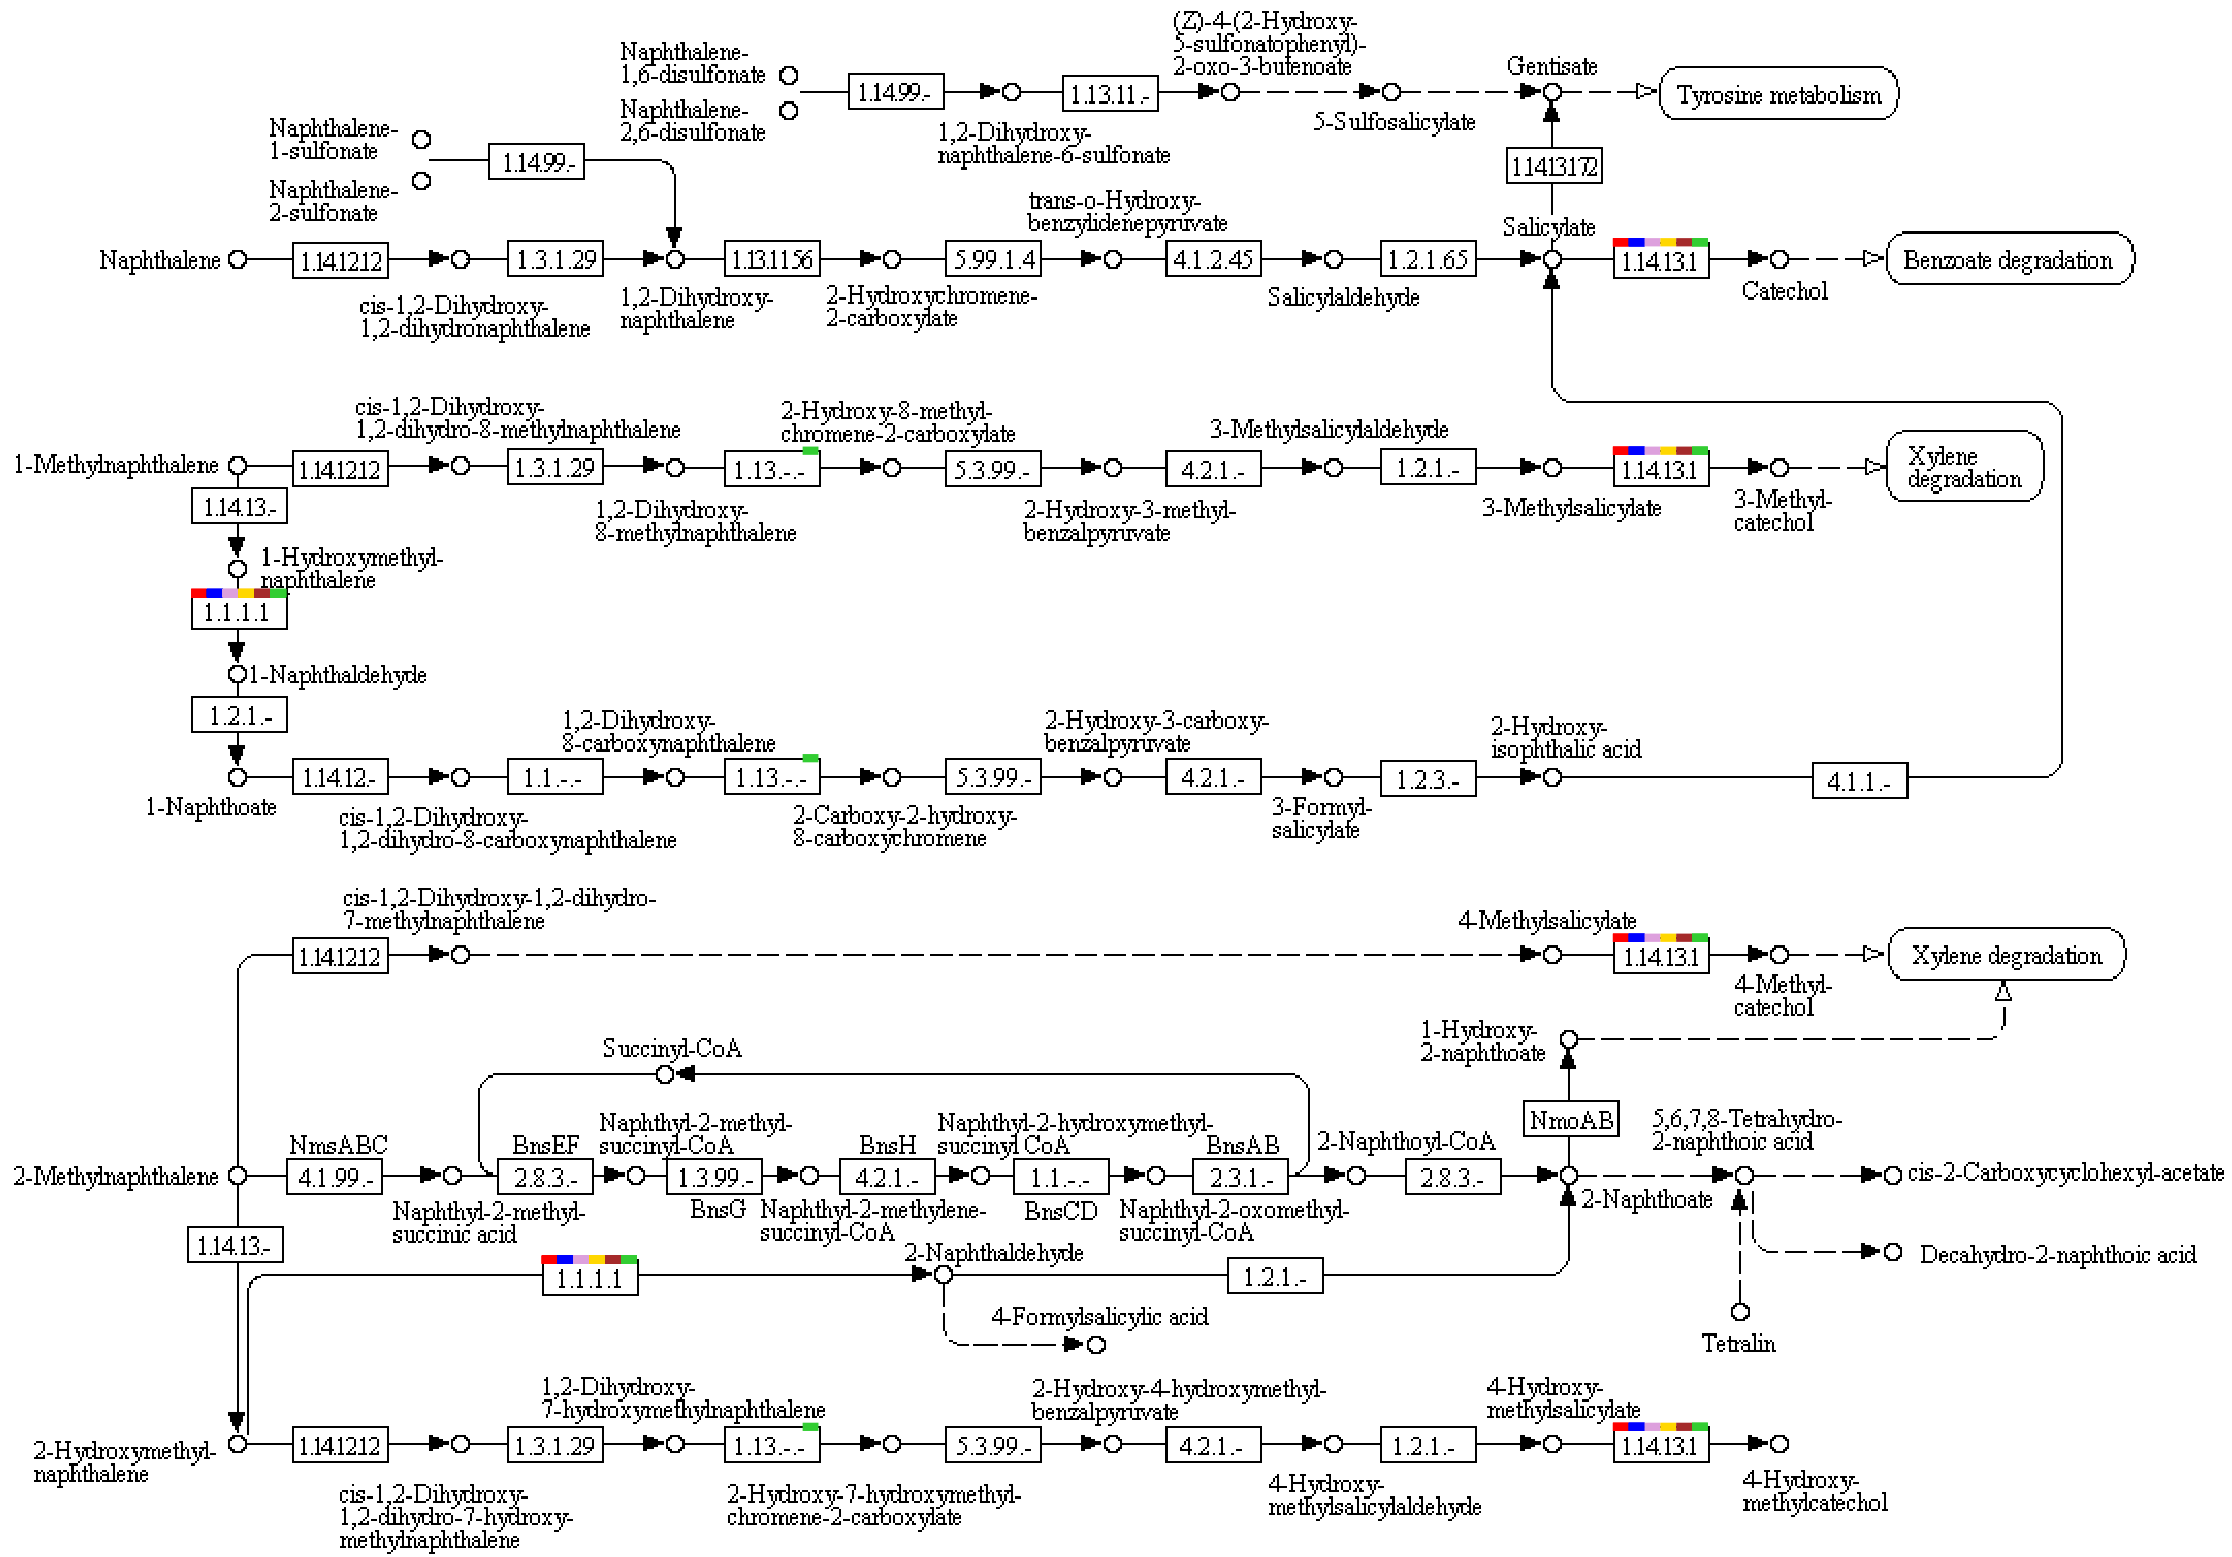 (Z)-4-(2-Hydroxy-
5-sulfonatophenyl)-
2-oxo-3-butenoate
Naphthalene-
1,6-disulfonate
Naphthalene-
2,6-disulfonate
1.14.99.-
1.13.11.-
Gentisate
Tyrosine metabolism
1,2-Dihydroxy-
naphthalene-6-sulfonate
5-Sulfosalicylate
Naphthalene-
1-sulfonate
Naphthalene-
2-sulfonate
1.14.99.-
1.14.13.172
trans-o-Hydroxy-
benzylidenepyruvate
Salicylate
Naphthalene
1.14.12.12
1.3.1.29
1.13.11.56
5.99.1.4
4.1.2.45
1.2.1.65
1.14.13.1
Benzoate degradation
cis-1,2-Dihydroxy-
1,2-dihydronaphthalene
1,2-Dihydroxy-
naphthalene
2-Hydroxychromene-
2-carboxylate
Salicylaldehyde
Catechol
cis-1,2-Dihydroxy-
1,2-dihydro-8-methylnaphthalene
2-Hydroxy-8-methyl-
chromene-2-carboxylate
3-Methylsalicylaldehyde
1-Methylnaphthalene
1.14.12.12
1.3.1.29
1.13.-.-
5.3.99.-
4.2.1.-
1.2.1.-
1.14.13.1
Xylene
degradation
1.14.13.-
1,2-Dihydroxy-
8-methylnaphthalene
2-Hydroxy-3-methyl-
benzalpyruvate
3-Methylsalicylate
3-Methyl-
catechol
1-Hydroxymethyl-
naphthalene
1.1.1.1
1-Naphthaldehyde
1.2.1.-
1,2-Dihydroxy-
8-carboxynaphthalene
2-Hydroxy-3-carboxy-
benzalpyruvate
2-Hydroxy-
isophthalic acid
1.14.12.-
1.1.-.-
1.13.-.-
5.3.99.-
4.2.1.-
1.2.3.-
4.1.1.-
1-Naphthoate
cis-1,2-Dihydroxy-
1,2-dihydro-8-carboxynaphthalene
2-Carboxy-2-hydroxy-
8-carboxychromene
3-Formyl-
salicylate
cis-1,2-Dihydroxy-1,2-dihydro-
7-methylnaphthalene
4-Methylsalicylate
1.14.12.12
1.14.13.1
Xylene degradation
4-Methyl-
catechol
1-Hydroxy-
2-naphthoate
Succinyl-CoA
NmsABC
BnsEF
Naphthyl-2-methyl-
succinyl-CoA
BnsH
Naphthyl-2-hydroxymethyl-
succinyl CoA
BnsAB
2-Naphthoyl-CoA
NmoAB
5,6,7,8-Tetrahydro-
2-naphthoic acid
2-Methylnaphthalene
4.1.99.-
2.8.3.-
1.3.99.-
4.2.1.-
1.1.-.-
2.3.1.-
2.8.3.-
cis-2-Carboxycyclohexyl-acetate
Naphthyl-2-methyl-
succinic acid
BnsG
Naphthyl-2-methylene-
succinyl-CoA
BnsCD
Naphthyl-2-oxomethyl-
succinyl-CoA
2-Naphthoate
1.14.13.-
1.1.1.1
2-Naphthaldehyde
1.2.1.-
Decahydro-2-naphthoic acid
4-Formylsalicylic acid
Tetralin
1,2-Dihydroxy-
7-hydroxymethylnaphthalene
2-Hydroxy-4-hydroxymethyl-
benzalpyruvate
4-Hydroxy-
methylsalicylate
2-Hydroxymethyl-
naphthalene
1.14.12.12
1.3.1.29
1.13.-.-
5.3.99.-
4.2.1.-
1.2.1.-
1.14.13.1
cis-1,2-Dihydroxy-
1,2-dihydro-7-hydroxy-
methylnaphthalene
2-Hydroxy-7-hydroxymethyl-
chromene-2-carboxylate
4-Hydroxy-
methylsalicylaldehyde
4-Hydroxy-
methylcatechol